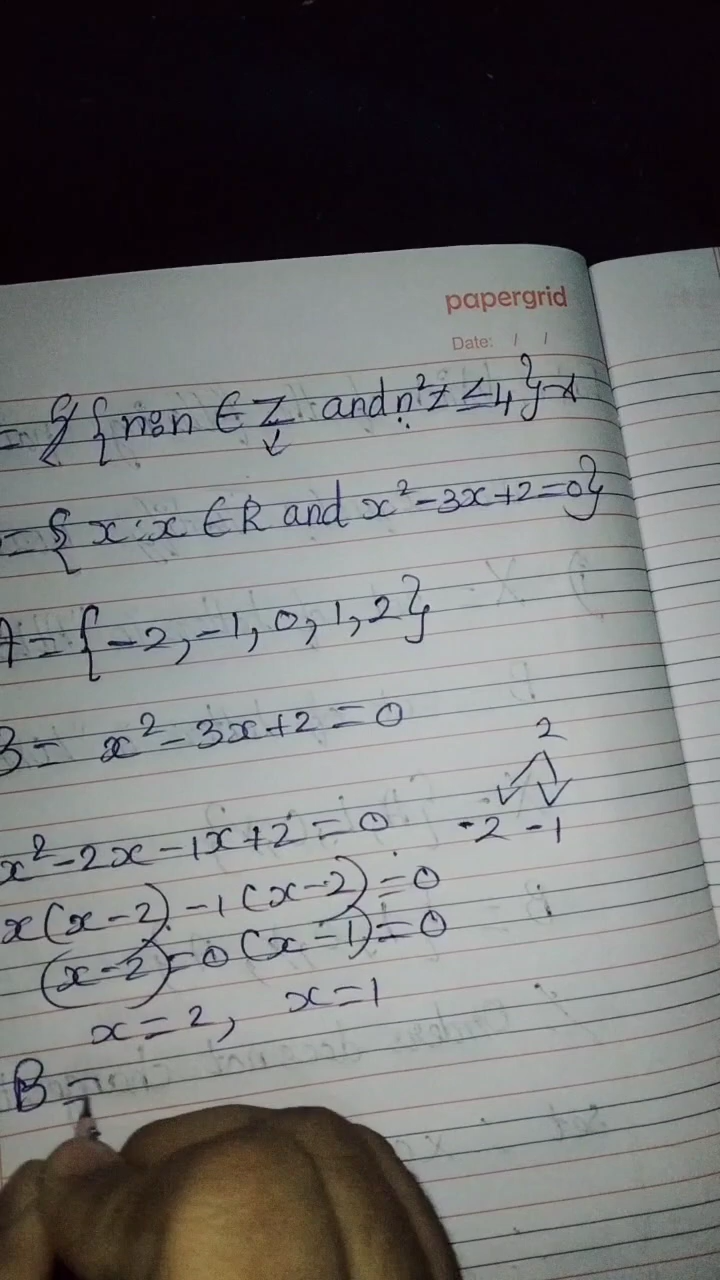 papergrid
Date: / /
= { n:n ∈ Z and n² ≤ 4 }
= { x:x ∈ R and x²-3x+2=0}
A = {-2,-1,0,1,2}
B = x²-3x+2=0
2
x²-2x-1x+2=0 -2 -1
x(x-2)-1(x-2)=0
(x-2)=0 (x-1)=0
x=2, x=1
B =